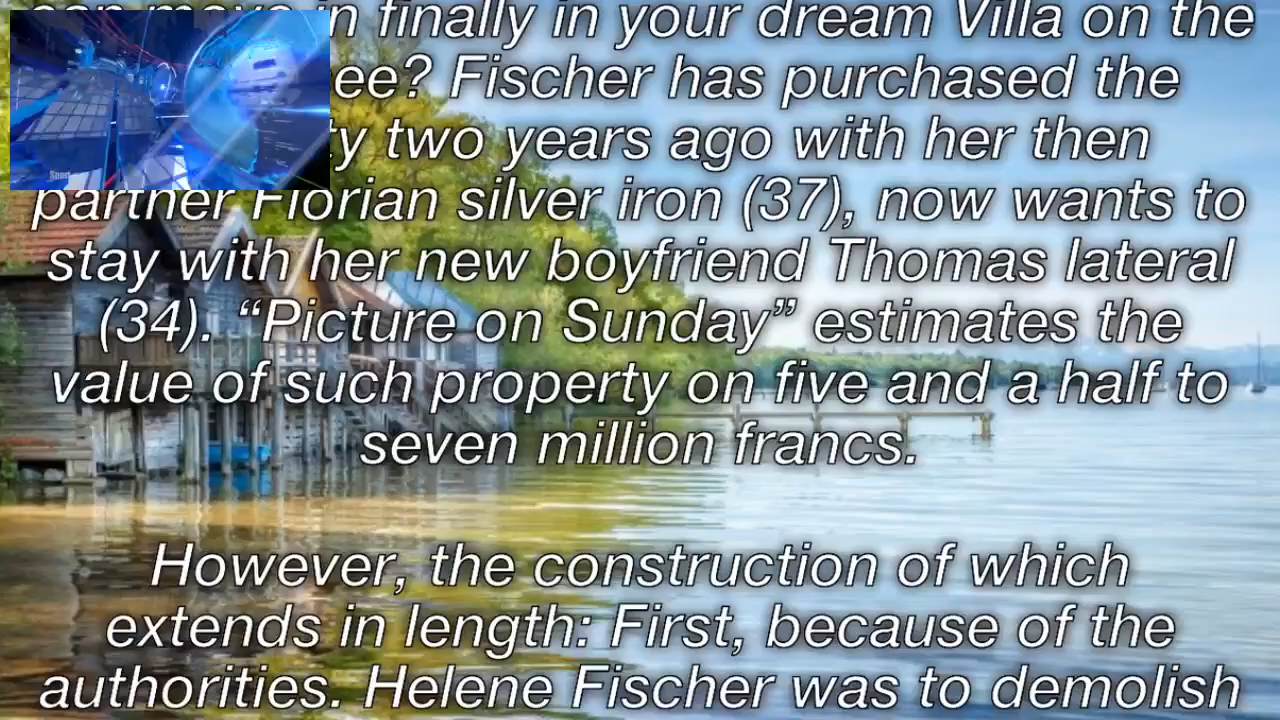 can move in finally in your dream Villa on the
ee? Fischer has purchased the
ty two years ago with her then
partner Florian silver iron (37), now wants to
stay with her new boyfriend Thomas lateral
(34). “Picture on Sunday” estimates the
value of such property on five and a half to
seven million francs.
However, the construction of which
extends in length: First, because of the
authorities. Helene Fischer was to demolish
Sport